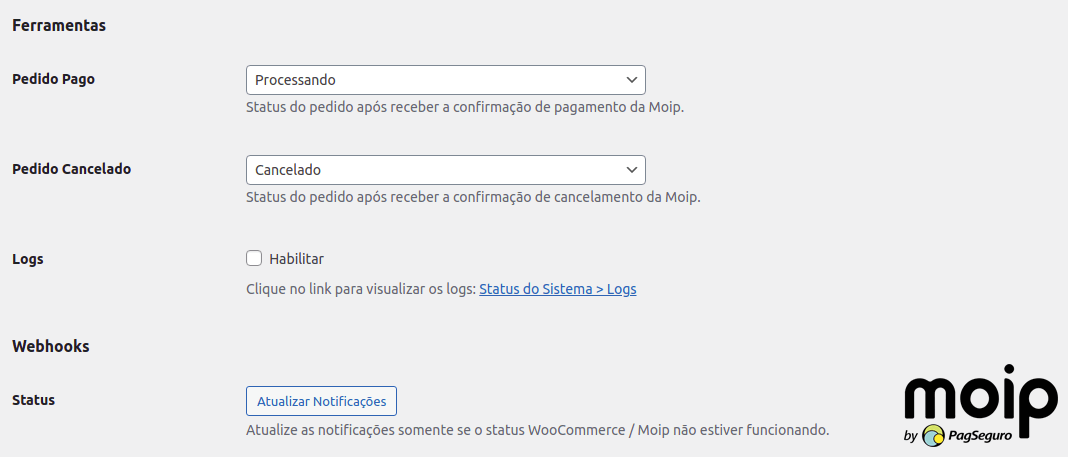 Ferramentas
Pedido Pago
Processando
Status do pedido após receber a confirmação de pagamento da Moip.
Pedido Cancelado
Cancelado
Status do pedido após receber a confirmação de cancelamento da Moip.
Logs
Habilitar
Clique no link para visualizar os logs: Status do Sistema > Logs
Webhooks
Status
Atualizar Notificações
Atualize as notificações somente se o status WooCommerce / Moip não estiver funcionando.
moip
by PagSeguro